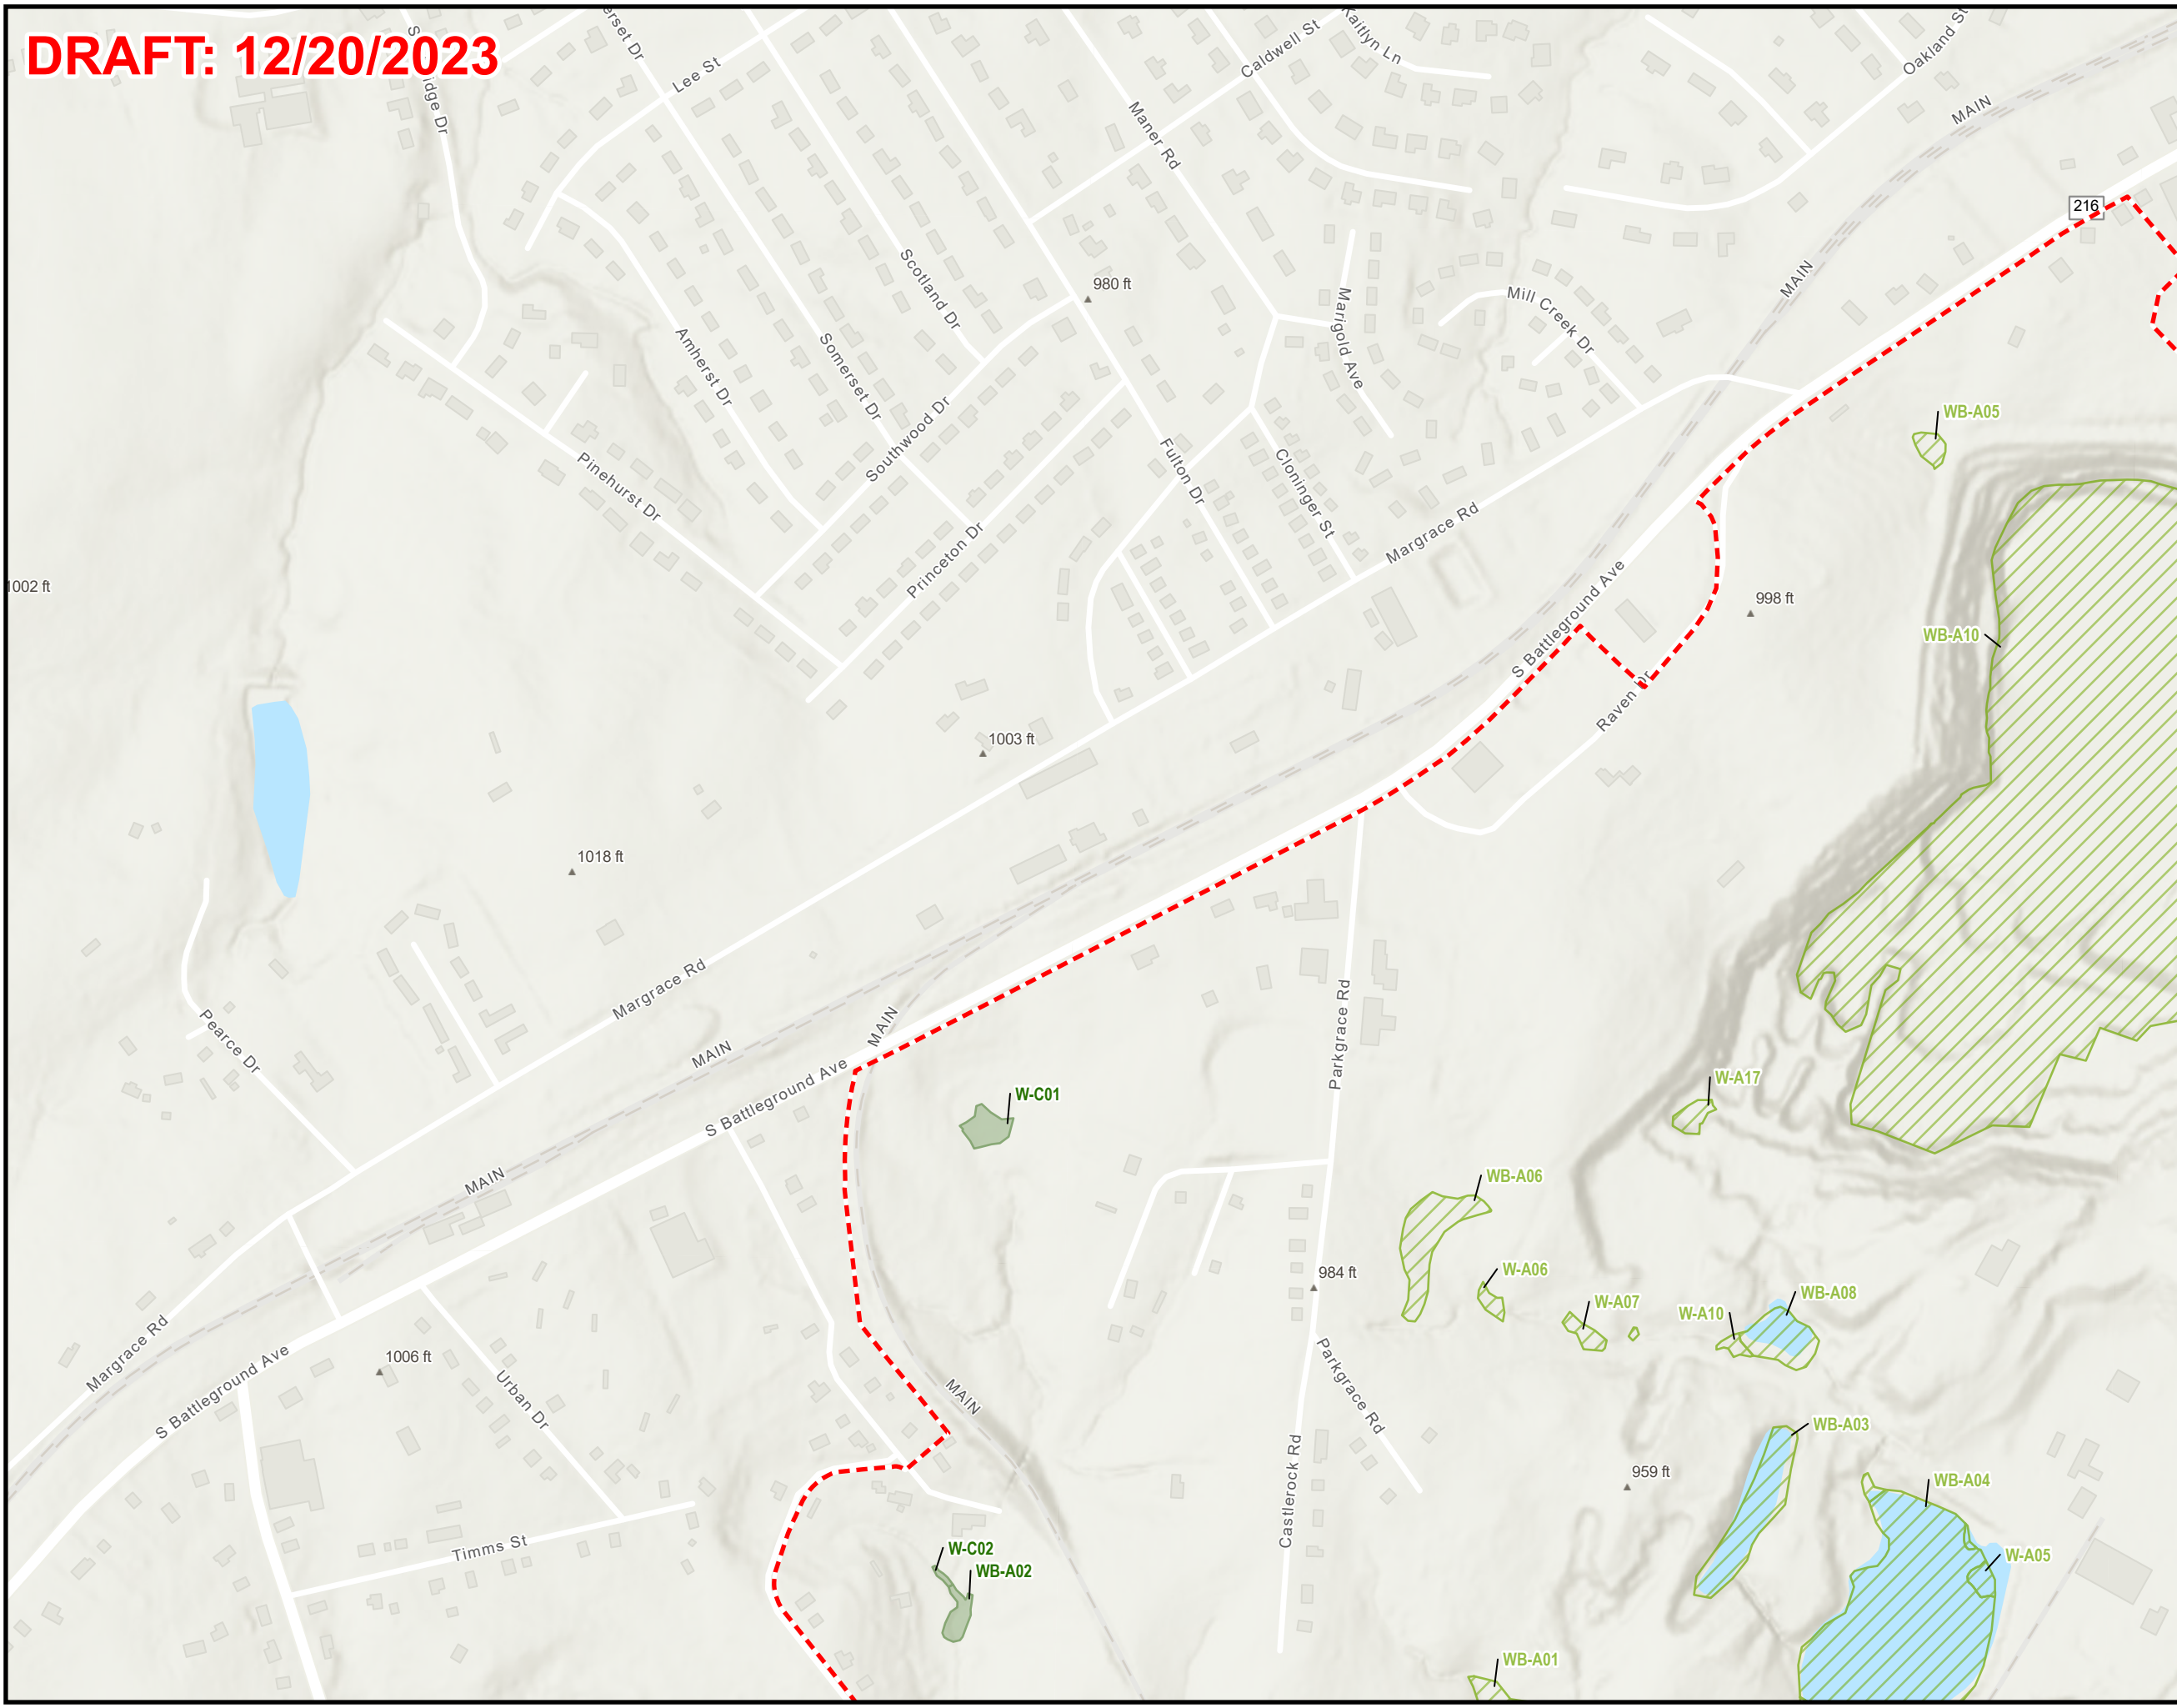 DRAFT: 12/20/2023
Lee St
Caldwell St
Kaitlyn Ln
Oakland St
MAIN
Maner Rd
216
Scotland Dr
980 ft
MAIN
Mill Creek Dr
Marigold Ave
Amherst Dr
Somerset Dr
Southwood Dr
WB-A05
Pinehurst Dr
Fulton Dr
Cloninger St
Margrace Rd
Princeton Dr
1002 ft
S Battleground Ave
998 ft
WB-A10
Raven Dr
1003 ft
1018 ft
Margrace Rd
Pearce Dr
MAIN
MAIN
Parkgrace Rd
W-A17
W-C01
S Battleground Ave
MAIN
WB-A06
W-A06
984 ft
W-A07
W-A10
WB-A08
Margrace Rd
1006 ft
S Battleground Ave
Urban Dr
MAIN
Parkgrace Rd
WB-A03
959 ft
WB-A04
Castlerock Rd
Timms St
W-C02
WB-A02
W-A05
WB-A01